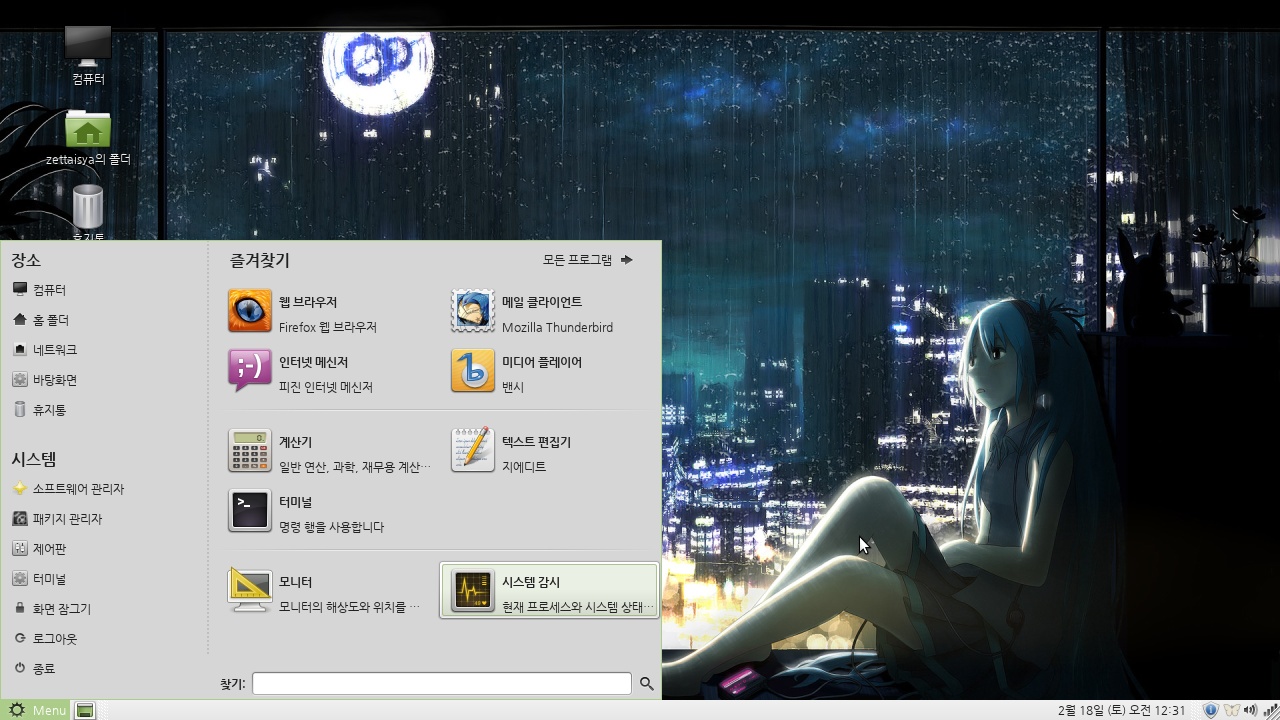 컴퓨터
zettaisya의 폴더
휴지통
장소
컴퓨터
홈 폴더
네트워크
바탕화면
휴지통
시스템
소프트웨어 관리자
패키지 관리자
제어판
터미널
화면 잠그기
로그아웃
종료
즐겨찾기
모든 프로그램
웹 브라우저
Firefox 웹 브라우저
메일 클라이언트
Mozilla Thunderbird
;-)
인터넷 메신저
피진 인터넷 메신저
미디어 플레이어
밴시
0.
계산기
일반 연산, 과학, 재무용 계산…
텍스트 편집기
지에디트
>_
터미널
명령 행을 사용합니다
모니터
모니터의 해상도와 위치를 …
시스템 감시
현재 프로세스와 시스템 상태…
찾기:
Menu
2월 18일 (토) 오전 12:31